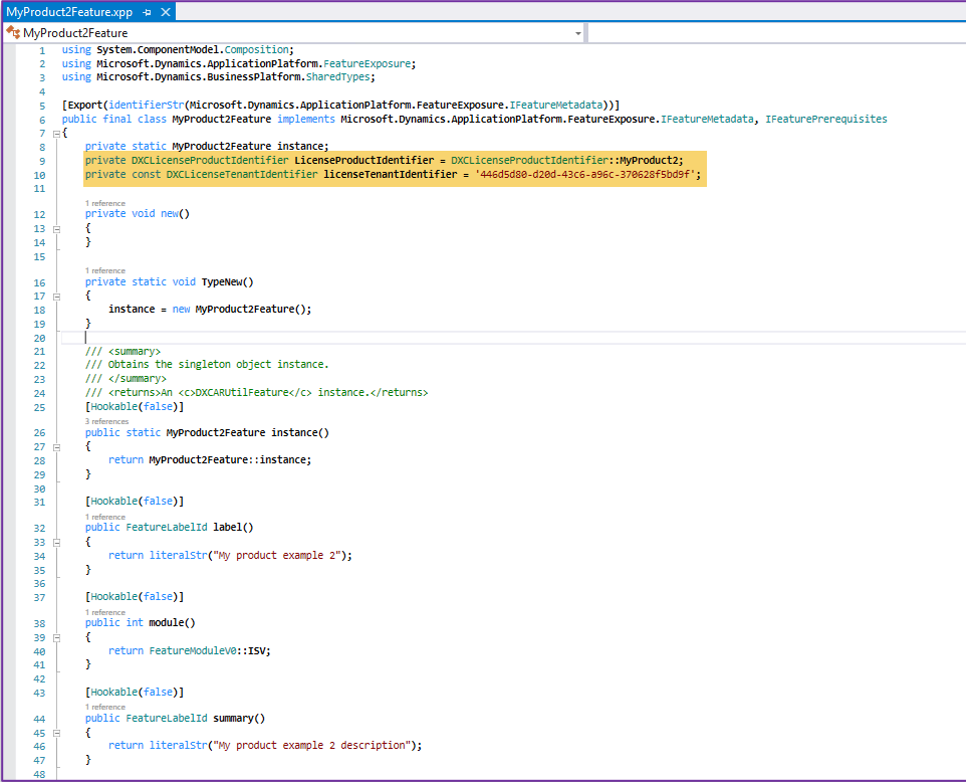 MyProduct2Feature.xpp
MyProduct2Feature
1 using System.ComponentModel.Composition;
2 using Microsoft.Dynamics.ApplicationPlatform.FeatureExposure;
3 using Microsoft.Dynamics.BusinessPlatform.SharedTypes;
4
5 [Export(identifierStr(Microsoft.Dynamics.ApplicationPlatform.FeatureExposure.IFeatureMetadata))]
6 public final class MyProduct2Feature implements Microsoft.Dynamics.ApplicationPlatform.FeatureExposure.IFeatureMetadata, IFeaturePrerequisites
7 {
8 private static MyProduct2Feature instance;
9 private DXCLicenseProductIdentifier LicenseProductIdentifier = DXCLicenseProductIdentifier::MyProduct2;
10 private const DXCLicenseTenantIdentifier licenseTenantIdentifier = '446d5d80-d20d-43c6-a96c-370628f5bd9f';
11
1 reference
12 private void new()
13 {
14 }
15
1 reference
16 private static void TypeNew()
17 {
18 instance = new MyProduct2Feature();
19 }
20
21 /// <summary>
22 /// Obtains the singleton object instance.
23 /// </summary>
24 /// <returns>An <c>DXCARUtilFeature</c> instance.</returns>
25 [Hookable(false)]
3 references
26 public static MyProduct2Feature instance()
27 {
28 return MyProduct2Feature::instance;
29 }
30
31 [Hookable(false)]
1 reference
32 public FeatureLabelId label()
33 {
34 return literalStr("My product example 2");
35 }
36
37 [Hookable(false)]
1 reference
38 public int module()
39 {
40 return FeatureModuleV0::ISV;
41 }
42
43 [Hookable(false)]
1 reference
44 public FeatureLabelId summary()
45 {
46 return literalStr("My product example 2 description");
47 }
48